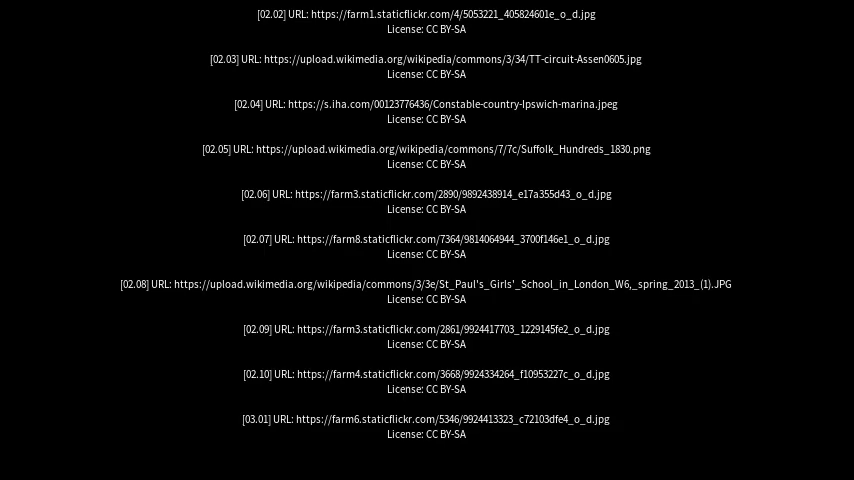 [02.02] URL: https://farm1.staticflickr.com/4/5053221_405824601e_o_d.jpg
License: CC BY-SA
[02.03] URL: https://upload.wikimedia.org/wikipedia/commons/3/34/TT-circuit-Assen0605.jpg
License: CC BY-SA
[02.04] URL: https://s.iha.com/00123776436/Constable-country-Ipswich-marina.jpeg
License: CC BY-SA
[02.05] URL: https://upload.wikimedia.org/wikipedia/commons/7/7c/Suffolk_Hundreds_1830.png
License: CC BY-SA
[02.06] URL: https://farm3.staticflickr.com/2890/9892438914_e17a355d43_o_d.jpg
License: CC BY-SA
[02.07] URL: https://farm8.staticflickr.com/7364/9814064944_3700f146e1_o_d.jpg
License: CC BY-SA
[02.08] URL: https://upload.wikimedia.org/wikipedia/commons/3/3e/St_Paul's_Girls'_School_in_London_W6,_spring_2013_(1).JPG
License: CC BY-SA
[02.09] URL: https://farm3.staticflickr.com/2861/9924417703_1229145fe2_o_d.jpg
License: CC BY-SA
[02.10] URL: https://farm4.staticflickr.com/3668/9924334264_f10953227c_o_d.jpg
License: CC BY-SA
[03.01] URL: https://farm6.staticflickr.com/5346/9924413323_c72103dfe4_o_d.jpg
License: CC BY-SA